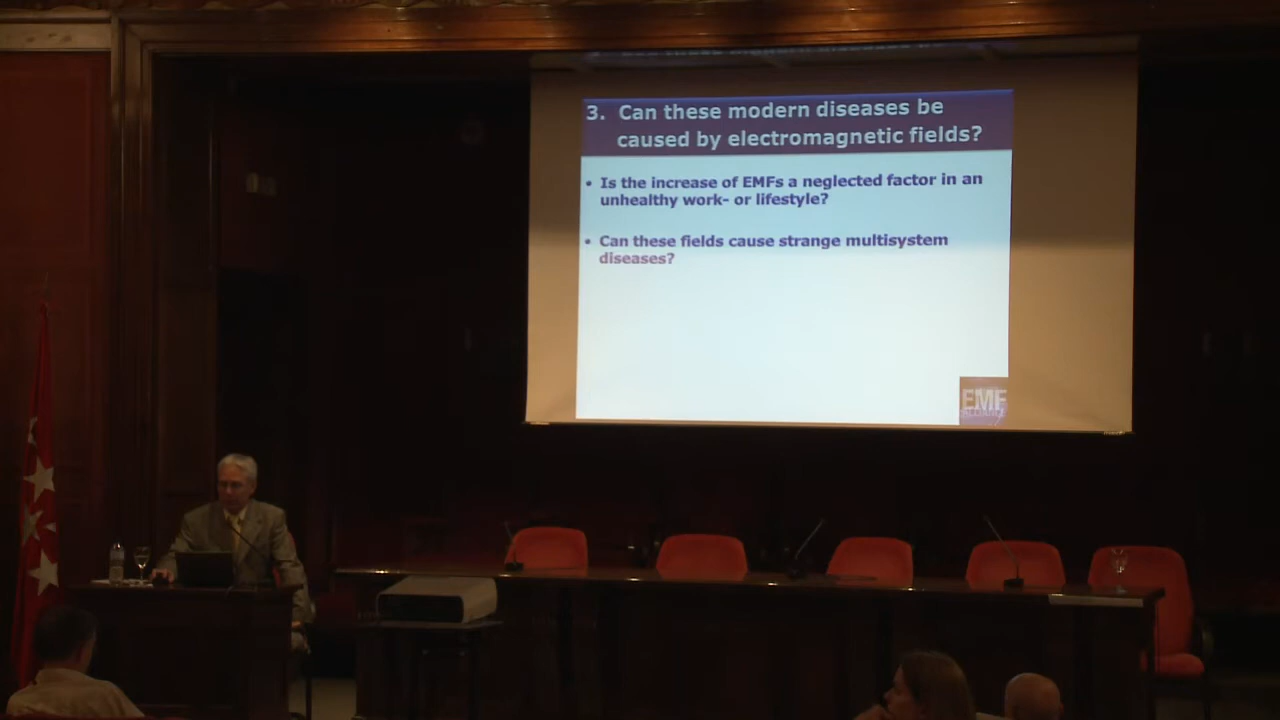 3. Can these modern diseases be
caused by electromagnetic fields?
• Is the increase of EMFs a neglected factor in an
unhealthy work- or lifestyle?
• Can these fields cause strange multisystem
diseases?
EMF
ALLIANCE